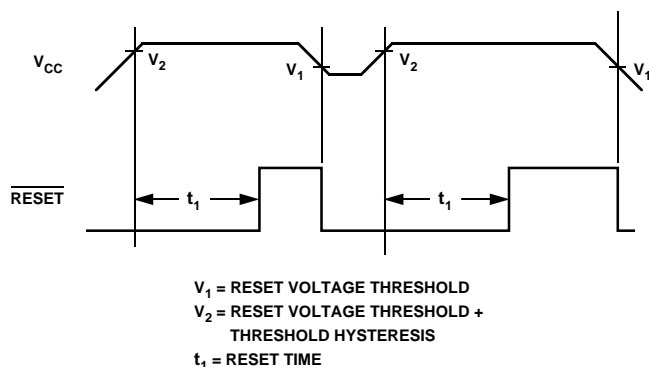 V₂ V₁ V₂ V₁
V_CC
RESET
t₁ t₁
V₁ = RESET VOLTAGE THRESHOLD
V₂ = RESET VOLTAGE THRESHOLD +
THRESHOLD HYSTERESIS
t₁ = RESET TIME